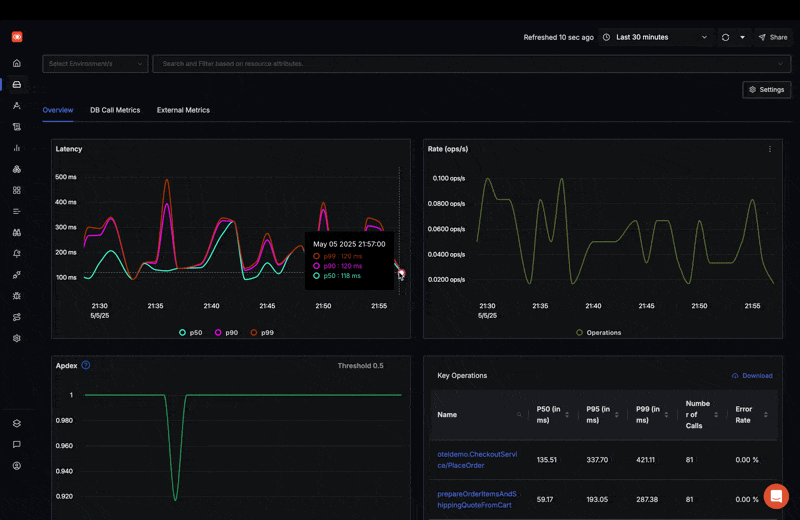 Refreshed 10 sec ago
Last 30 minutes
Share
Select Environment/s
Search and Filter based on resource attributes.
Settings
Overview
DB Call Metrics
External Metrics
Latency
500 ms
400 ms
300 ms
200 ms
100 ms
May 05 2025 21:57:00
p99 : 120 ms
p90 : 120 ms
p50 : 118 ms
21:30
21:35
21:40
21:45
21:50
21:55
5/5/25
p50
p90
p99
Rate (ops/s)
0.100 ops/s
0.0800 ops/s
0.0600 ops/s
0.0400 ops/s
0.0200 ops/s
21:30
21:35
21:40
21:45
21:50
21:55
5/5/25
Operations
Apdex
Threshold 0.5
1
0.980
0.960
0.940
0.920
Key Operations
Download
Name
P50 (in
ms)
P95 (in
ms)
P99 (in
ms)
Numbe
r of
Calls
Error
Rate
oteldemo.CheckoutServi
ce/PlaceOrder
135.51
337.70
421.11
81
0.00 %
prepareOrderItemsAndS
hippingQuoteFromCart
59.17
193.05
287.38
81
0.00 %